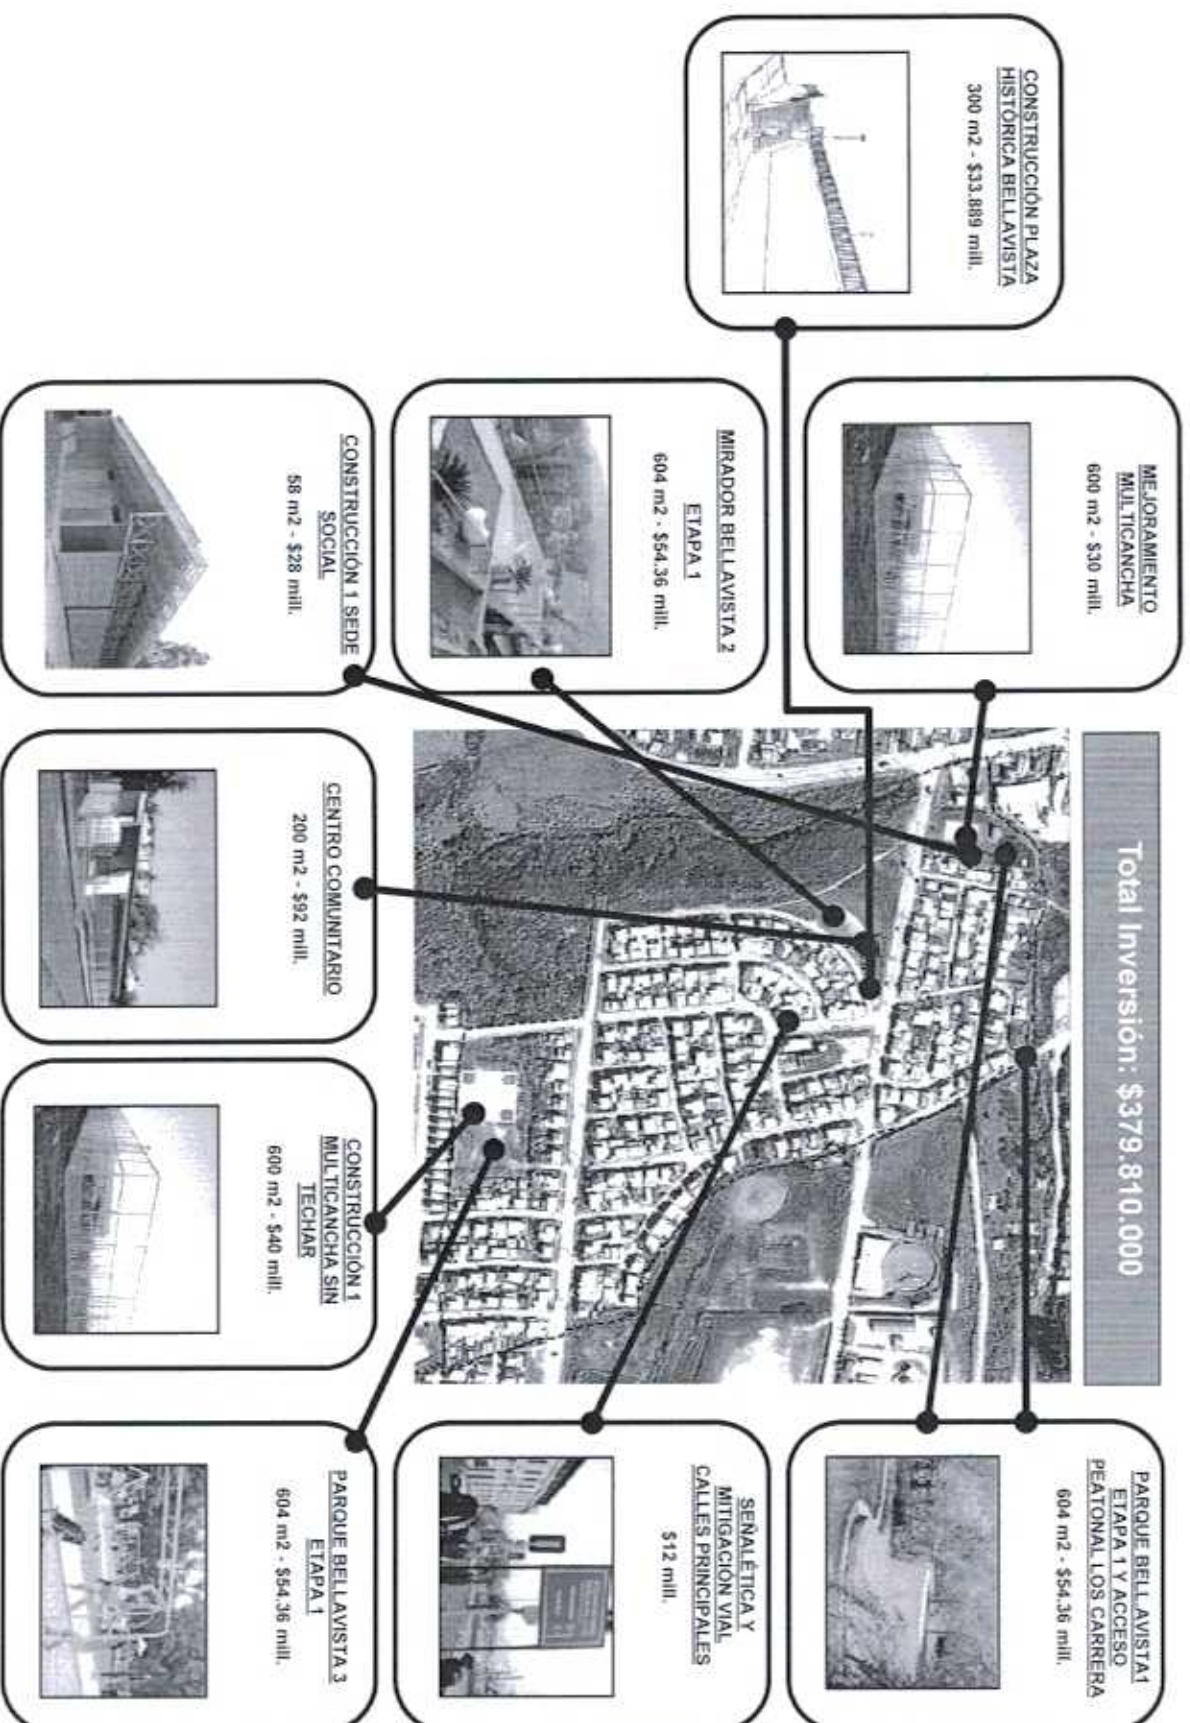 Total Inversión: $379.810.000
CONSTRUCCIÓN PLAZA
HISTÓRICA BELLAVISTA
300 m2 - $33.889 mill.
MEJORAMIENTO
MULTICANCHA
600 m2 - $30 mill.
MIRADOR BELLAVISTA 2
ETAPA 1
604 m2 - $54.36 mill.
CONSTRUCCIÓN 1 SEDE
SOCIAL
58 m2 - $28 mill.
CENTRO COMUNITARIO
200 m2 - $92 mill.
CONSTRUCCIÓN 1
MULTICANCHA SIN
TECHAR
600 m2 - $40 mill.
PARQUE BELLAVISTA1
ETAPA 1 Y ACCESO
PEATONAL LOS CARRERA
604 m2 - $54.36 mill.
SEÑALÉTICA Y
MITIGACIÓN VIAL
CALLES PRINCIPALES
$12 mill.
PARQUE BELLAVISTA 3
ETAPA 1
604 m2 - $54.36 mill.